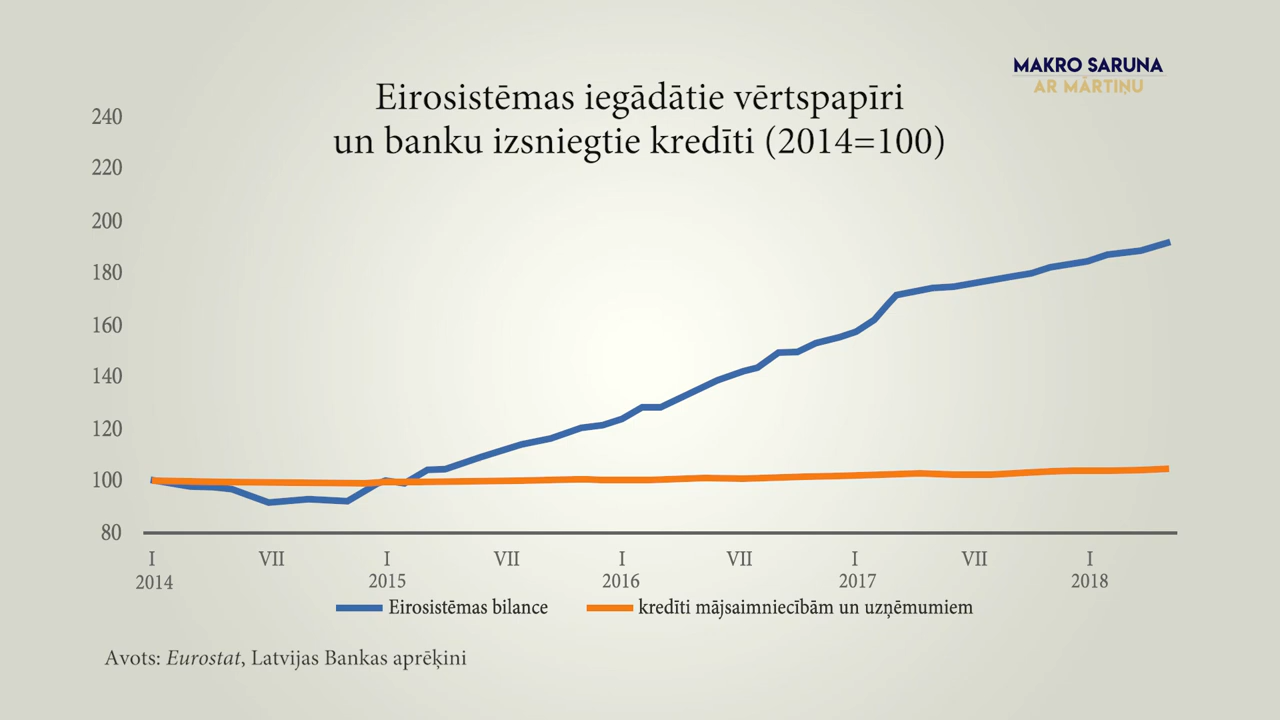 MAKRO SARUNA
AR MĀRTIŅU
Eirosistēmas iegādātie vērtspapīri
un banku izsniegtie kredīti (2014=100)
240
220
200
180
160
140
120
100
80
I VII I VII I VII I VII I
2014 2015 2016 2017 2018
Eirosistēmas bilance kredīti mājsaimniecībām un uzņēmumiem
Avots: Eurostat, Latvijas Bankas aprēķini